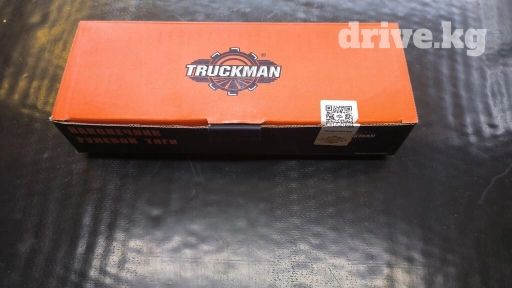 drive.kg
TRUCKMAN
®
НАКОНЕЧНИК
РУЛЕВОЙ ТЯГИ